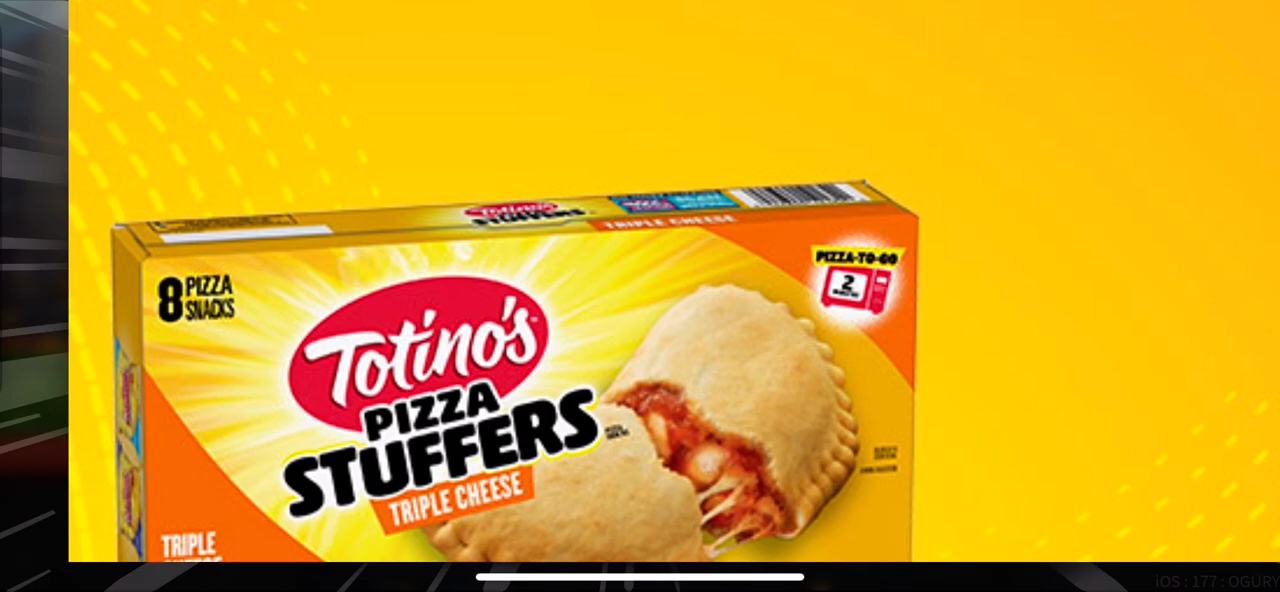 Totino's
STUFFERS
TRIPLE CHEESE
8 PIZZA
SNACKS
PIZZA-TO-GO
2
Totino's
PIZZA
STUFFERS
TRIPLE CHEESE
TRIPLE
iOS : 177 : OGURY